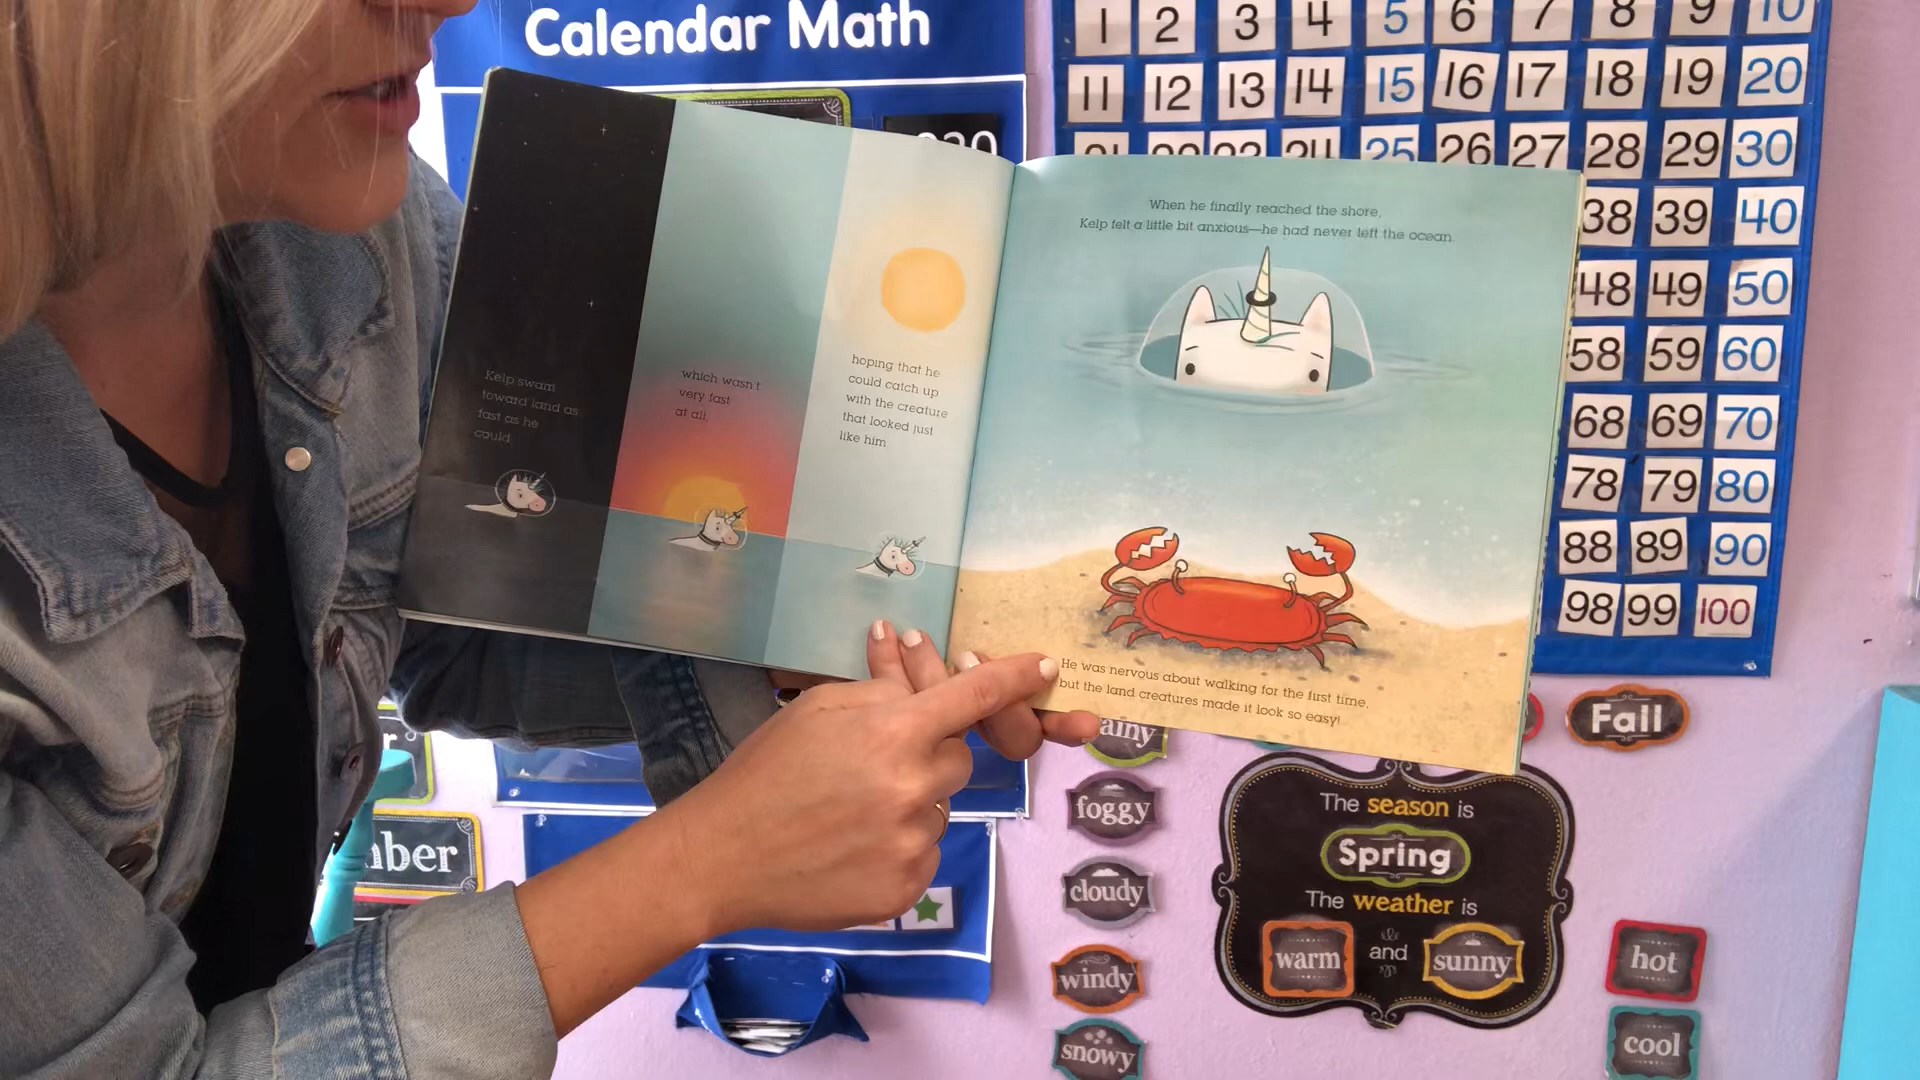 Calendar Math
1 2 3 4 5 6 7 8 9 10
11 12 13 14 15 16 17 18 19 20
25 26 27 28 29 30
38 39 40
48 49 50
58 59 60
68 69 70
78 79 80
88 89 90
98 99 100
Kelp swam
toward land as
fast as he
could
which wasn't
very fast
at all,
hoping that he
could catch up
with the creature
that looked just
like him
When he finally reached the shore,
Kelp felt a little bit anxious—he had never left the ocean.
He was nervous about walking for the first time,
but the land creatures made it look so easy!
Fall
ainy
foggy
cloudy
windy
snowy
The season is
Spring
The weather is
warm and sunny
hot
cool
mber